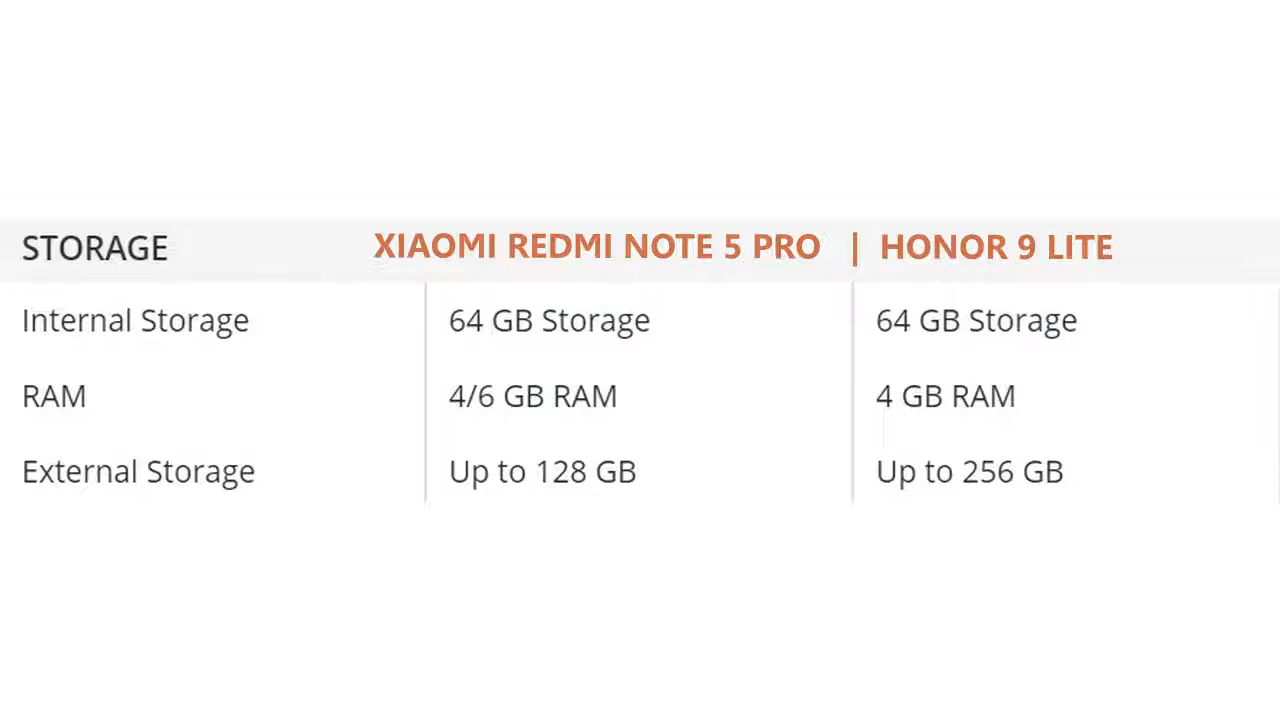 STORAGE XIAOMI REDMI NOTE 5 PRO | HONOR 9 LITE
Internal Storage 64 GB Storage 64 GB Storage
RAM 4/6 GB RAM 4 GB RAM
External Storage Up to 128 GB Up to 256 GB